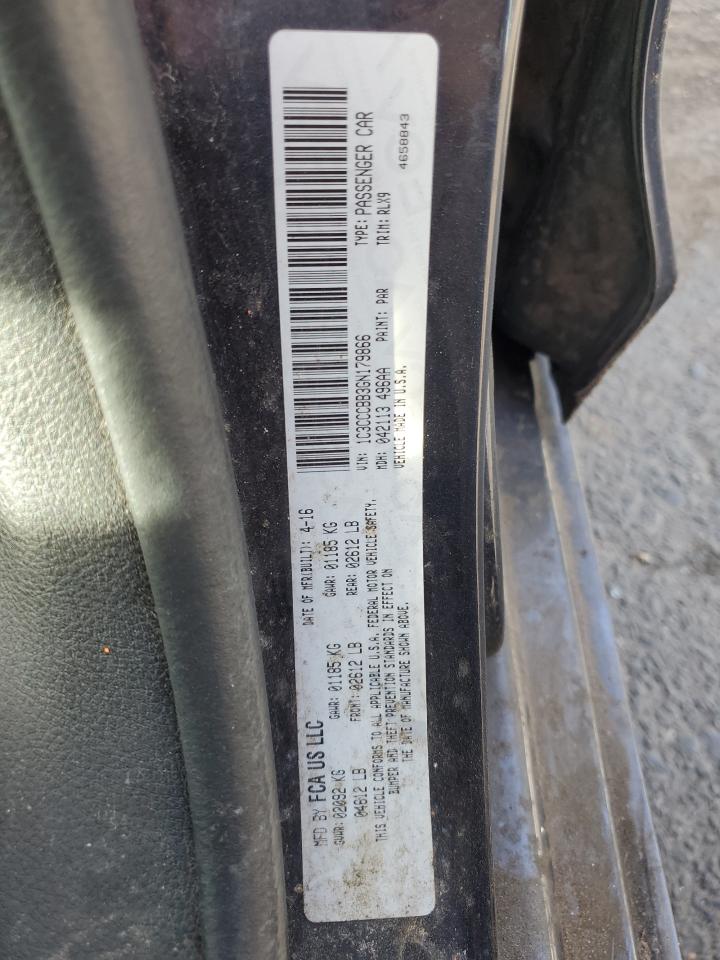 MFD BY FCA US LLC
DATE OF MFR(BUILT): 4-16
GVWR: 02092 KG
GAWR: 01185 KG
GAWR: 01185 KG
04612 LB
FRONT: 02612 LB
REAR: 02612 LB
THIS VEHICLE CONFORMS TO ALL APPLICABLE U.S.A. FEDERAL MOTOR VEHICLE SAFETY,
BUMPER AND THEFT PREVENTION STANDARDS IN EFFECT ON
THE DATE OF MANUFACTURE SHOWN ABOVE.
VIN: 1C3CCCBB3GN179866
TYPE: PASSENGER CAR
MDH: 042113 496AA
PAINT: PAR
TRIM: RLX9
VEHICLE MADE IN U.S.A.
4658843